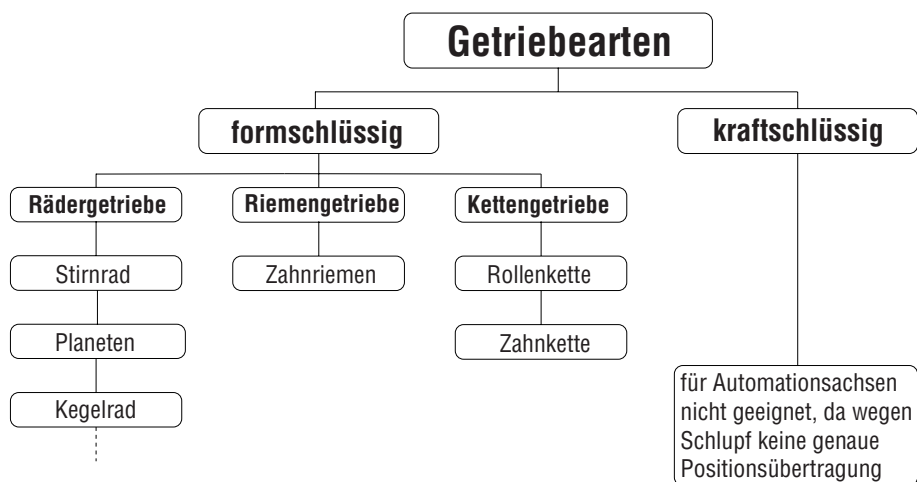 Getriebearten
formschlüssig
kraftschlüssig
Rädergetriebe
Riemengetriebe
Kettengetriebe
Stirnrad
Zahnriemen
Rollenkette
Planeten
Zahnkette
Kegelrad
für Automationsachsen
nicht geeignet, da wegen
Schlupf keine genaue
Positionsübertragung